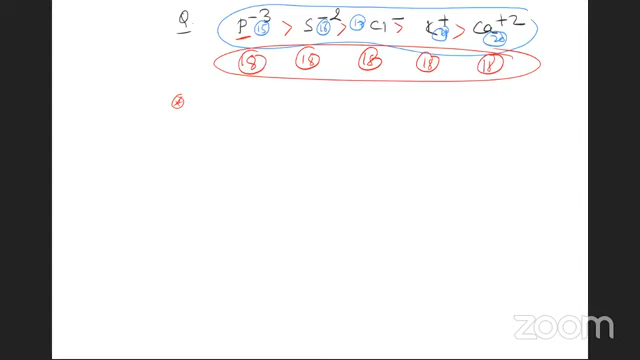 Q. P⁻³ (15) > S⁻² (16) > (17) Cl⁻ > K⁺ (19) > Ca⁺² (20)
(18) (18) (18) (18) (18)
zoom